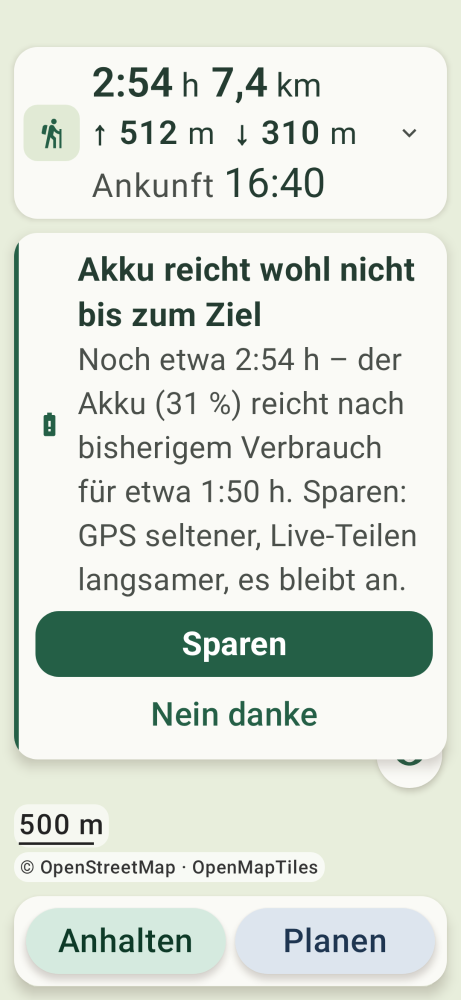 2:54 h 7,4 km
↑ 512 m ↓ 310 m
Ankunft 16:40
Akku reicht wohl nicht
bis zum Ziel
Noch etwa 2:54 h – der
Akku (31 %) reicht nach
bisherigem Verbrauch
für etwa 1:50 h. Sparen:
GPS seltener, Live-Teilen
langsamer, es bleibt an.
Sparen
Nein danke
500 m
© OpenStreetMap · OpenMapTiles
Anhalten Planen